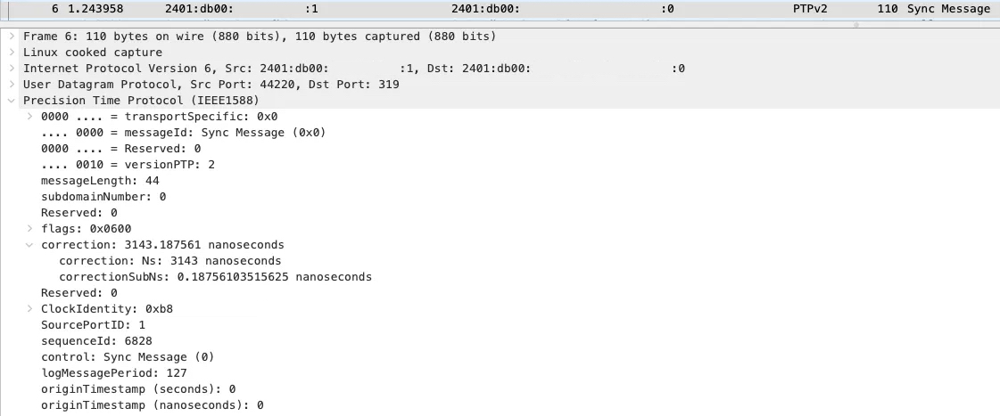 6 1.243958 2401:db00: :1 2401:db00: :0 PTPv2 110 Sync Message
Frame 6: 110 bytes on wire (880 bits), 110 bytes captured (880 bits)
Linux cooked capture
Internet Protocol Version 6, Src: 2401:db00: :1, Dst: 2401:db00: :0
User Datagram Protocol, Src Port: 44220, Dst Port: 319
Precision Time Protocol (IEEE1588)
0000 .... = transportSpecific: 0x0
.... 0000 = messageId: Sync Message (0x0)
0000 .... = Reserved: 0
.... 0010 = versionPTP: 2
messageLength: 44
subdomainNumber: 0
Reserved: 0
flags: 0x0600
correction: 3143.187561 nanoseconds
correction: Ns: 3143 nanoseconds
correctionSubNs: 0.18756103515625 nanoseconds
Reserved: 0
ClockIdentity: 0xb8
SourcePortID: 1
sequenceId: 6828
control: Sync Message (0)
logMessagePeriod: 127
originTimestamp (seconds): 0
originTimestamp (nanoseconds): 0